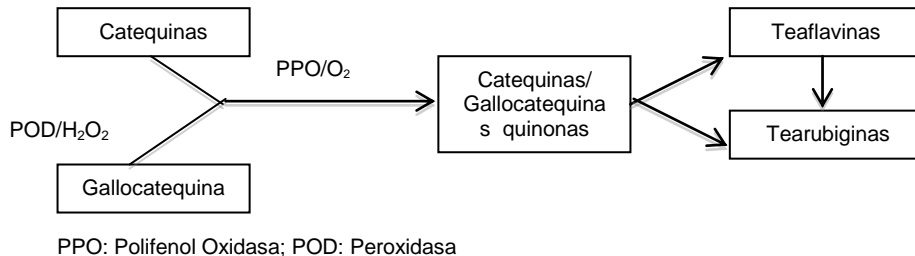 Catequinas
Teaflavinas
PPO/O₂
Catequinas/
Gallocatequina
s quinonas
POD/H₂O₂
Tearubiginas
Gallocatequina
PPO: Polifenol Oxidasa; POD: Peroxidasa